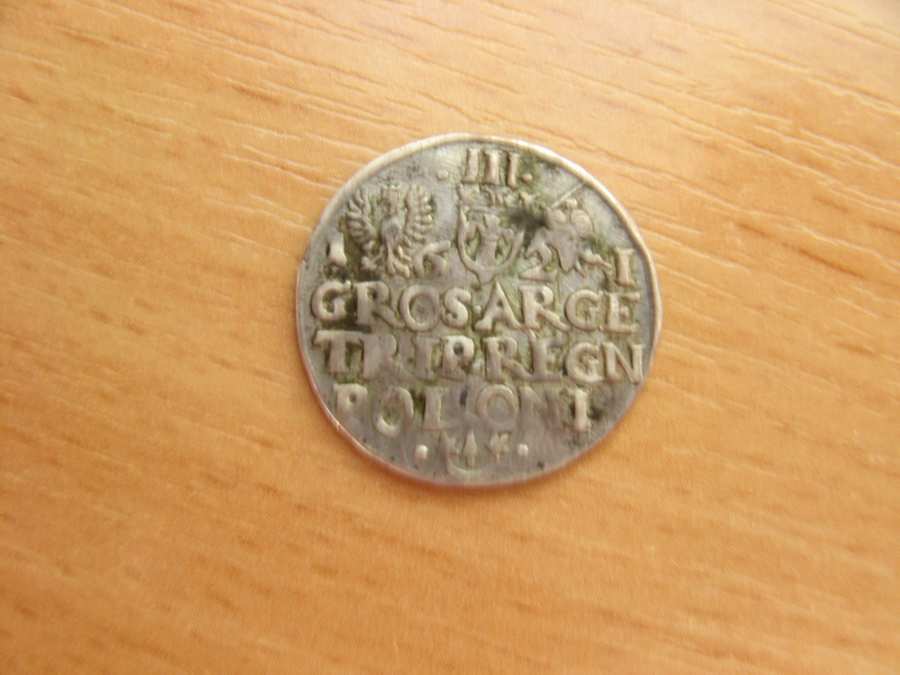 ·III·
1 6 2 1
GROS·ARGE
TRIP·REGN
POLONI